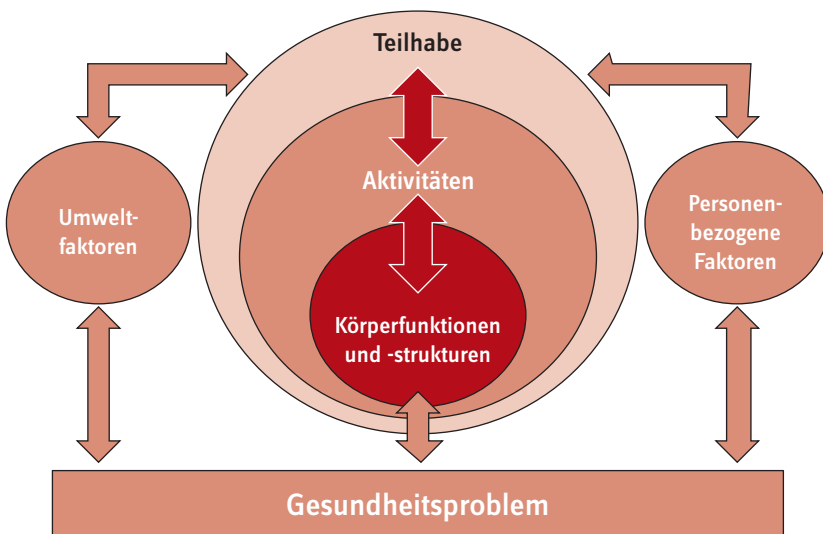 Teilhabe
Aktivitäten
Umwelt-
faktoren
Personen-
bezogene
Faktoren
Körperfunktionen
und -strukturen
Gesundheitsproblem